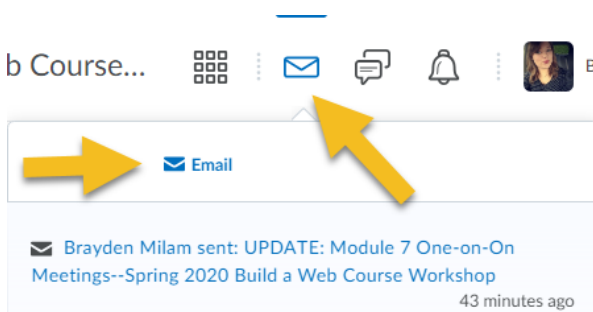 b Course...
Email
Brayden Milam sent: UPDATE: Module 7 One-on-On
Meetings--Spring 2020 Build a Web Course Workshop
43 minutes ago